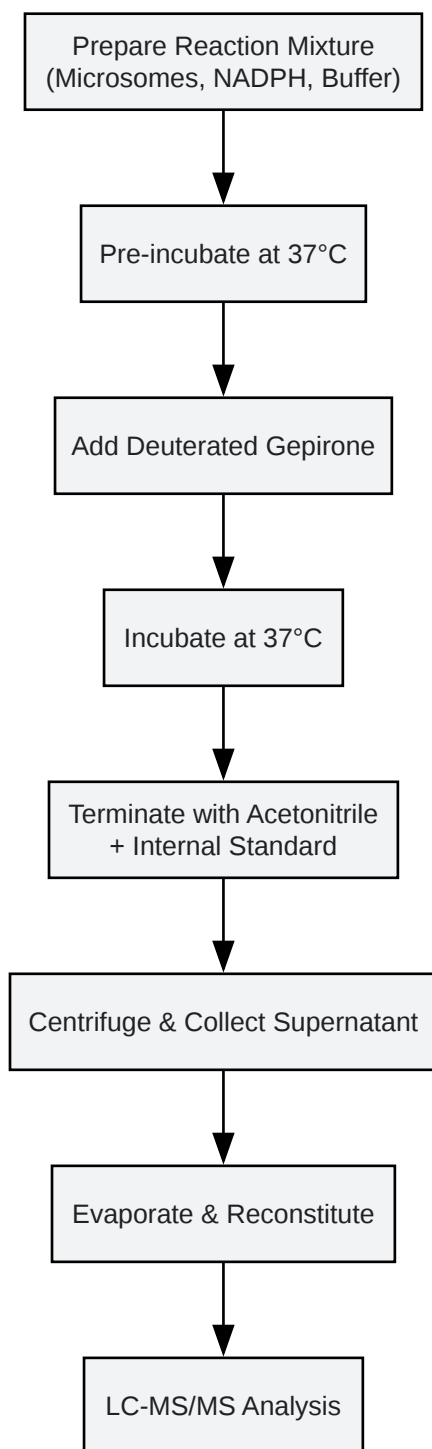 Prepare Reaction Mixture
(Microsomes, NADPH, Buffer)
Pre-incubate at 37°C
Add Deuterated Gepirone
Incubate at 37°C
Terminate with Acetonitrile
+ Internal Standard
Centrifuge & Collect Supernatant
Evaporate & Reconstitute
LC-MS/MS Analysis